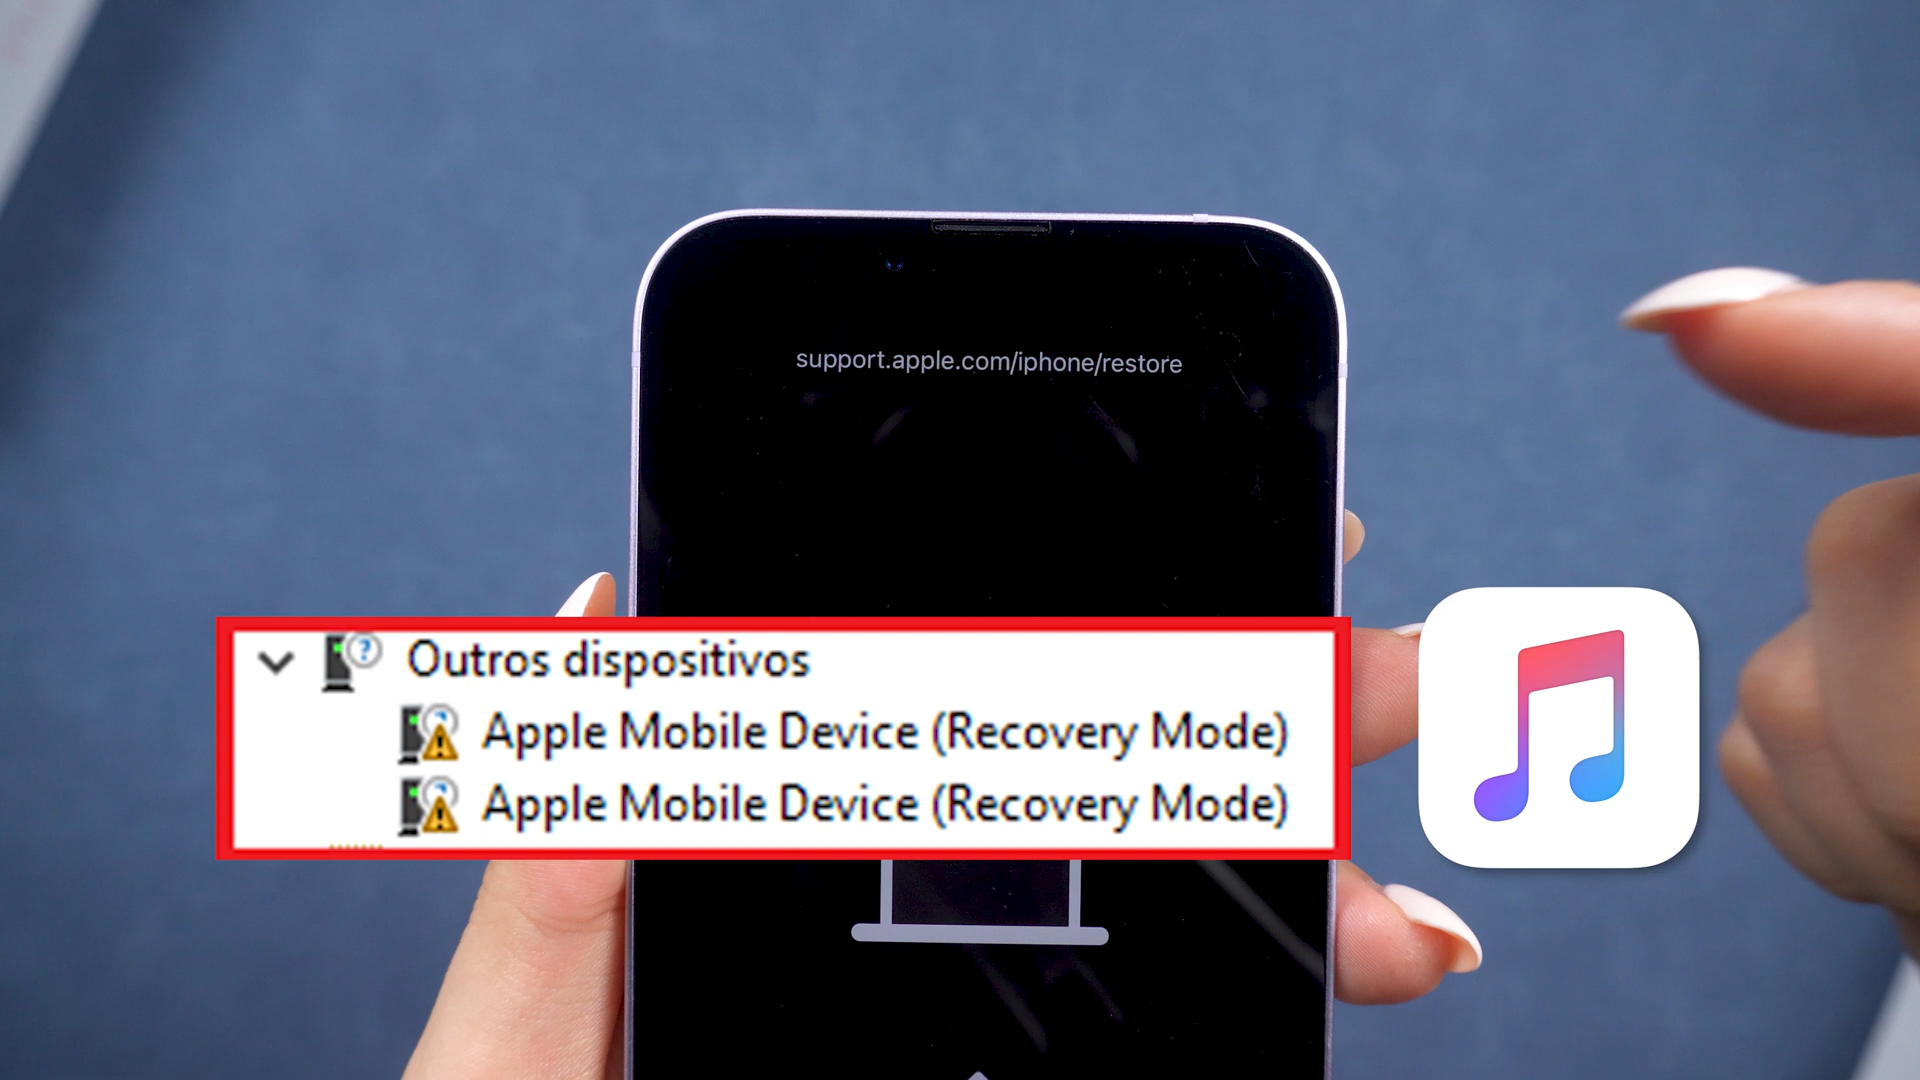 support.apple.com/iphone/restore
Outros dispositivos
Apple Mobile Device (Recovery Mode)
Apple Mobile Device (Recovery Mode)